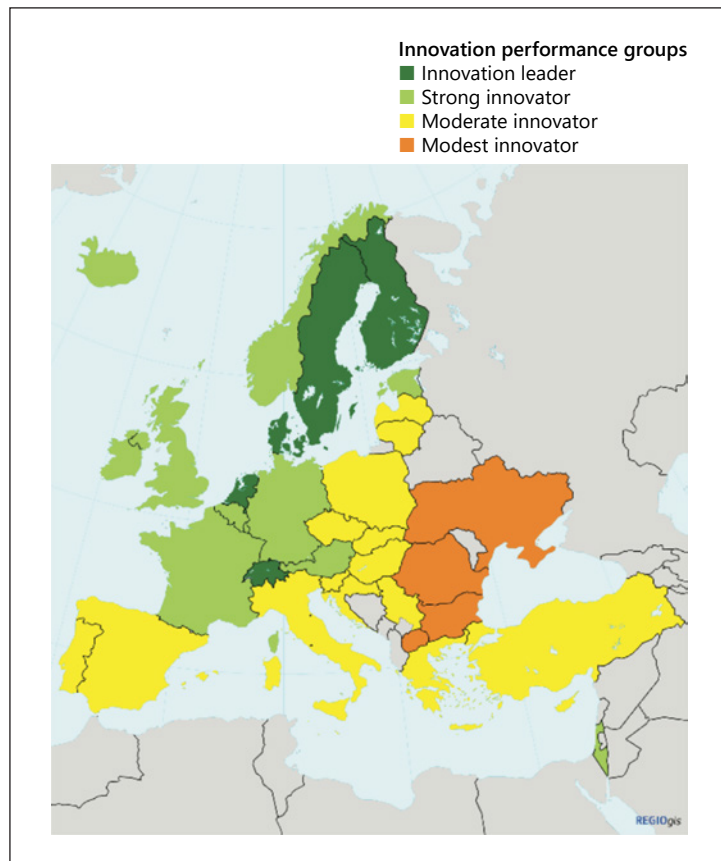 Innovation performance groups
Innovation leader
Strong innovator
Moderate innovator
Modest innovator
REGIOgis